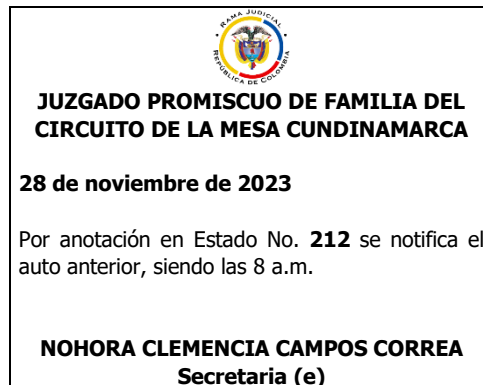 RAMA JUDICIAL
REPÚBLICA DE COLOMBIA
JUZGADO PROMISCUO DE FAMILIA DEL
CIRCUITO DE LA MESA CUNDINAMARCA
28 de noviembre de 2023
Por anotación en Estado No. 212 se notifica el
auto anterior, siendo las 8 a.m.
NOHORA CLEMENCIA CAMPOS CORREA
Secretaria (e)